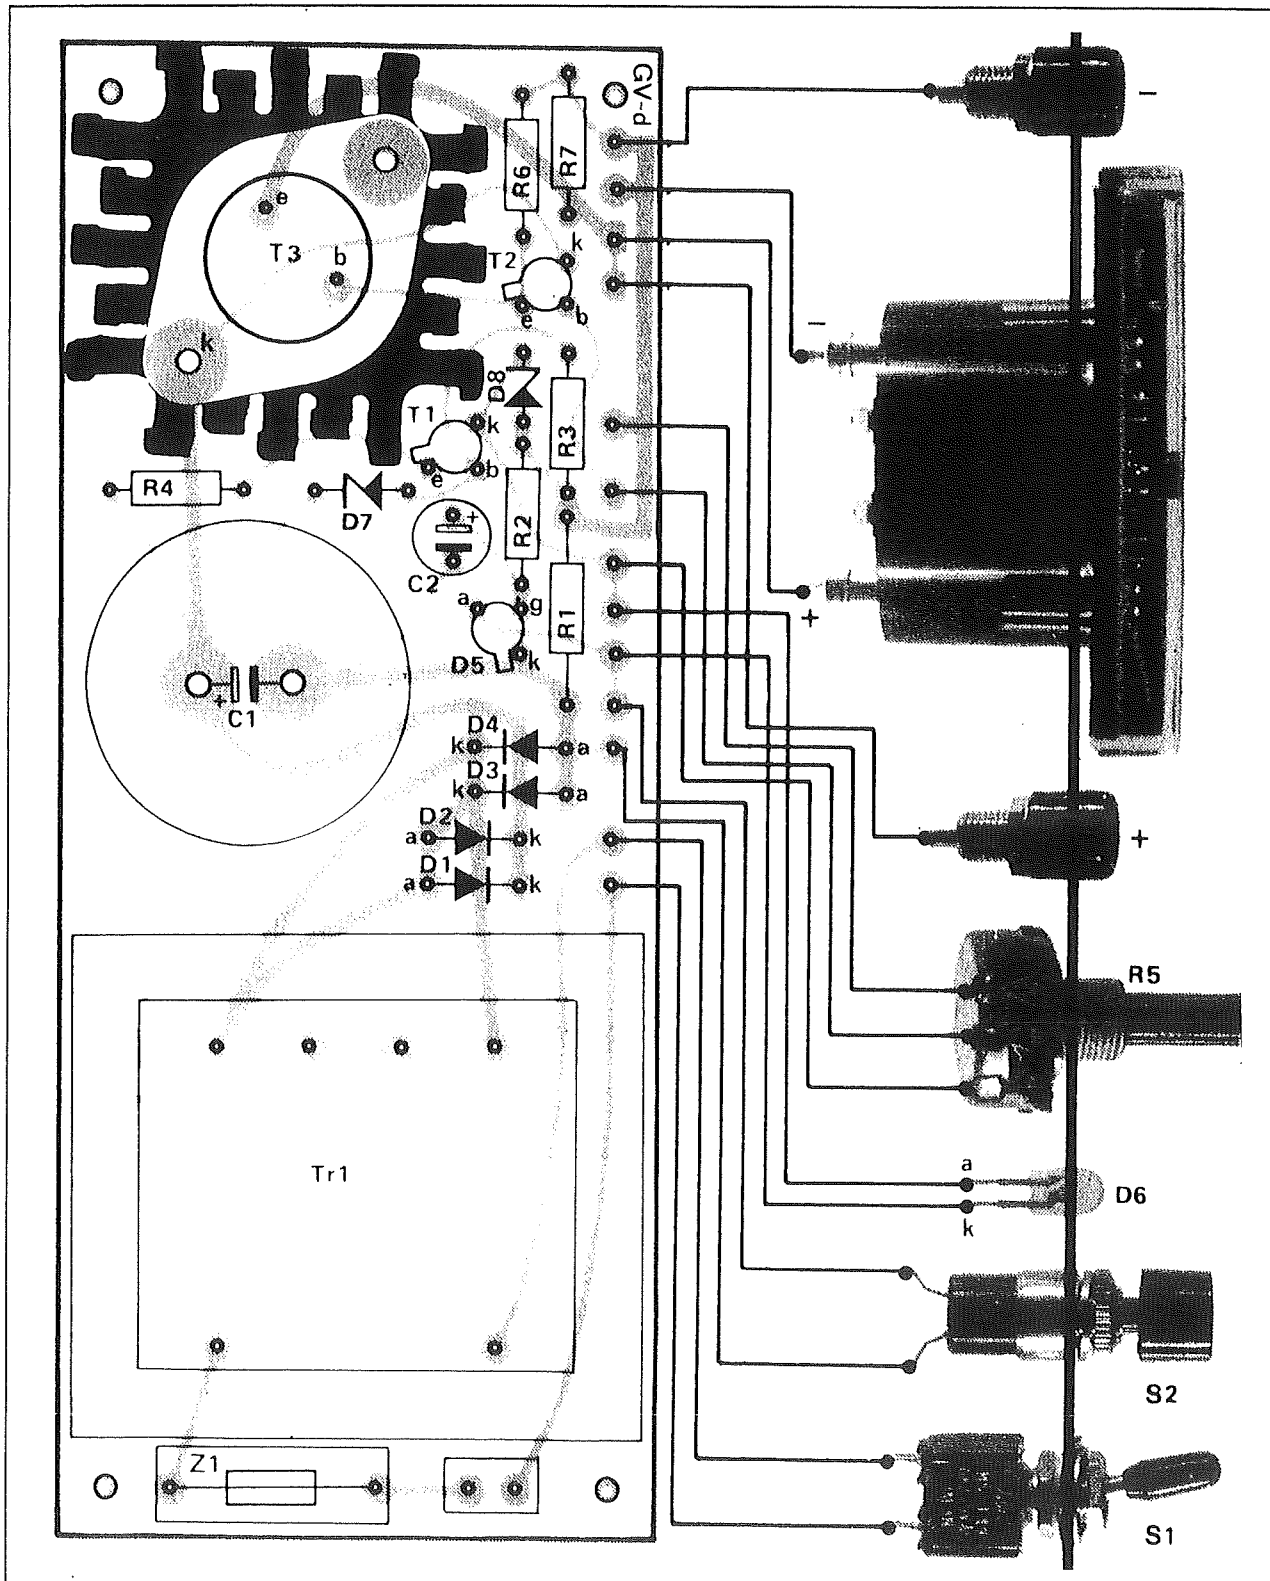 GV-d
-
R6
R7
e
T3
b
k
k
T2
e
b
-
D8
T1
k
R3
e
b
R4
D7
+
R2
C2
+
a
g
R1
D5
k
+
C1
D4
k
a
D3
k
a
D2
a
k
+
D1
a
k
R5
Tr1
a
D6
k
S2
Z1
S1